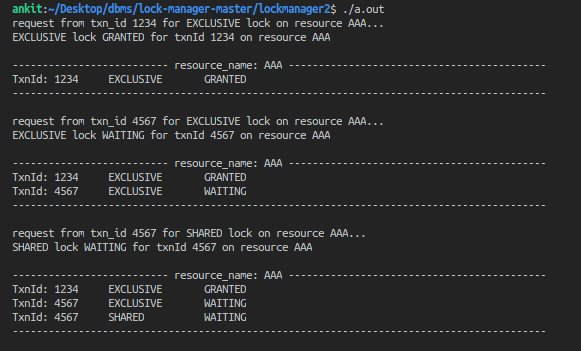 ankit:~/Desktop/dbms/lock-manager-master/lockmanager2$ ./a.out
request from txn_id 1234 for EXCLUSIVE lock on resource AAA...
EXCLUSIVE lock GRANTED for txnId 1234 on resource AAA
-------------------------- resource_name: AAA -------------------------------------------
TxnId: 1234     EXCLUSIVE       GRANTED
-----------------------------------------------------------------------------------------
request from txn_id 4567 for EXCLUSIVE lock on resource AAA...
EXCLUSIVE lock WAITING for txnId 4567 on resource AAA
-------------------------- resource_name: AAA -------------------------------------------
TxnId: 1234     EXCLUSIVE       GRANTED
TxnId: 4567     EXCLUSIVE       WAITING
-----------------------------------------------------------------------------------------
request from txn_id 4567 for SHARED lock on resource AAA...
SHARED lock WAITING for txnId 4567 on resource AAA
-------------------------- resource_name: AAA -------------------------------------------
TxnId: 1234     EXCLUSIVE       GRANTED
TxnId: 4567     EXCLUSIVE       WAITING
TxnId: 4567     SHARED          WAITING
-----------------------------------------------------------------------------------------